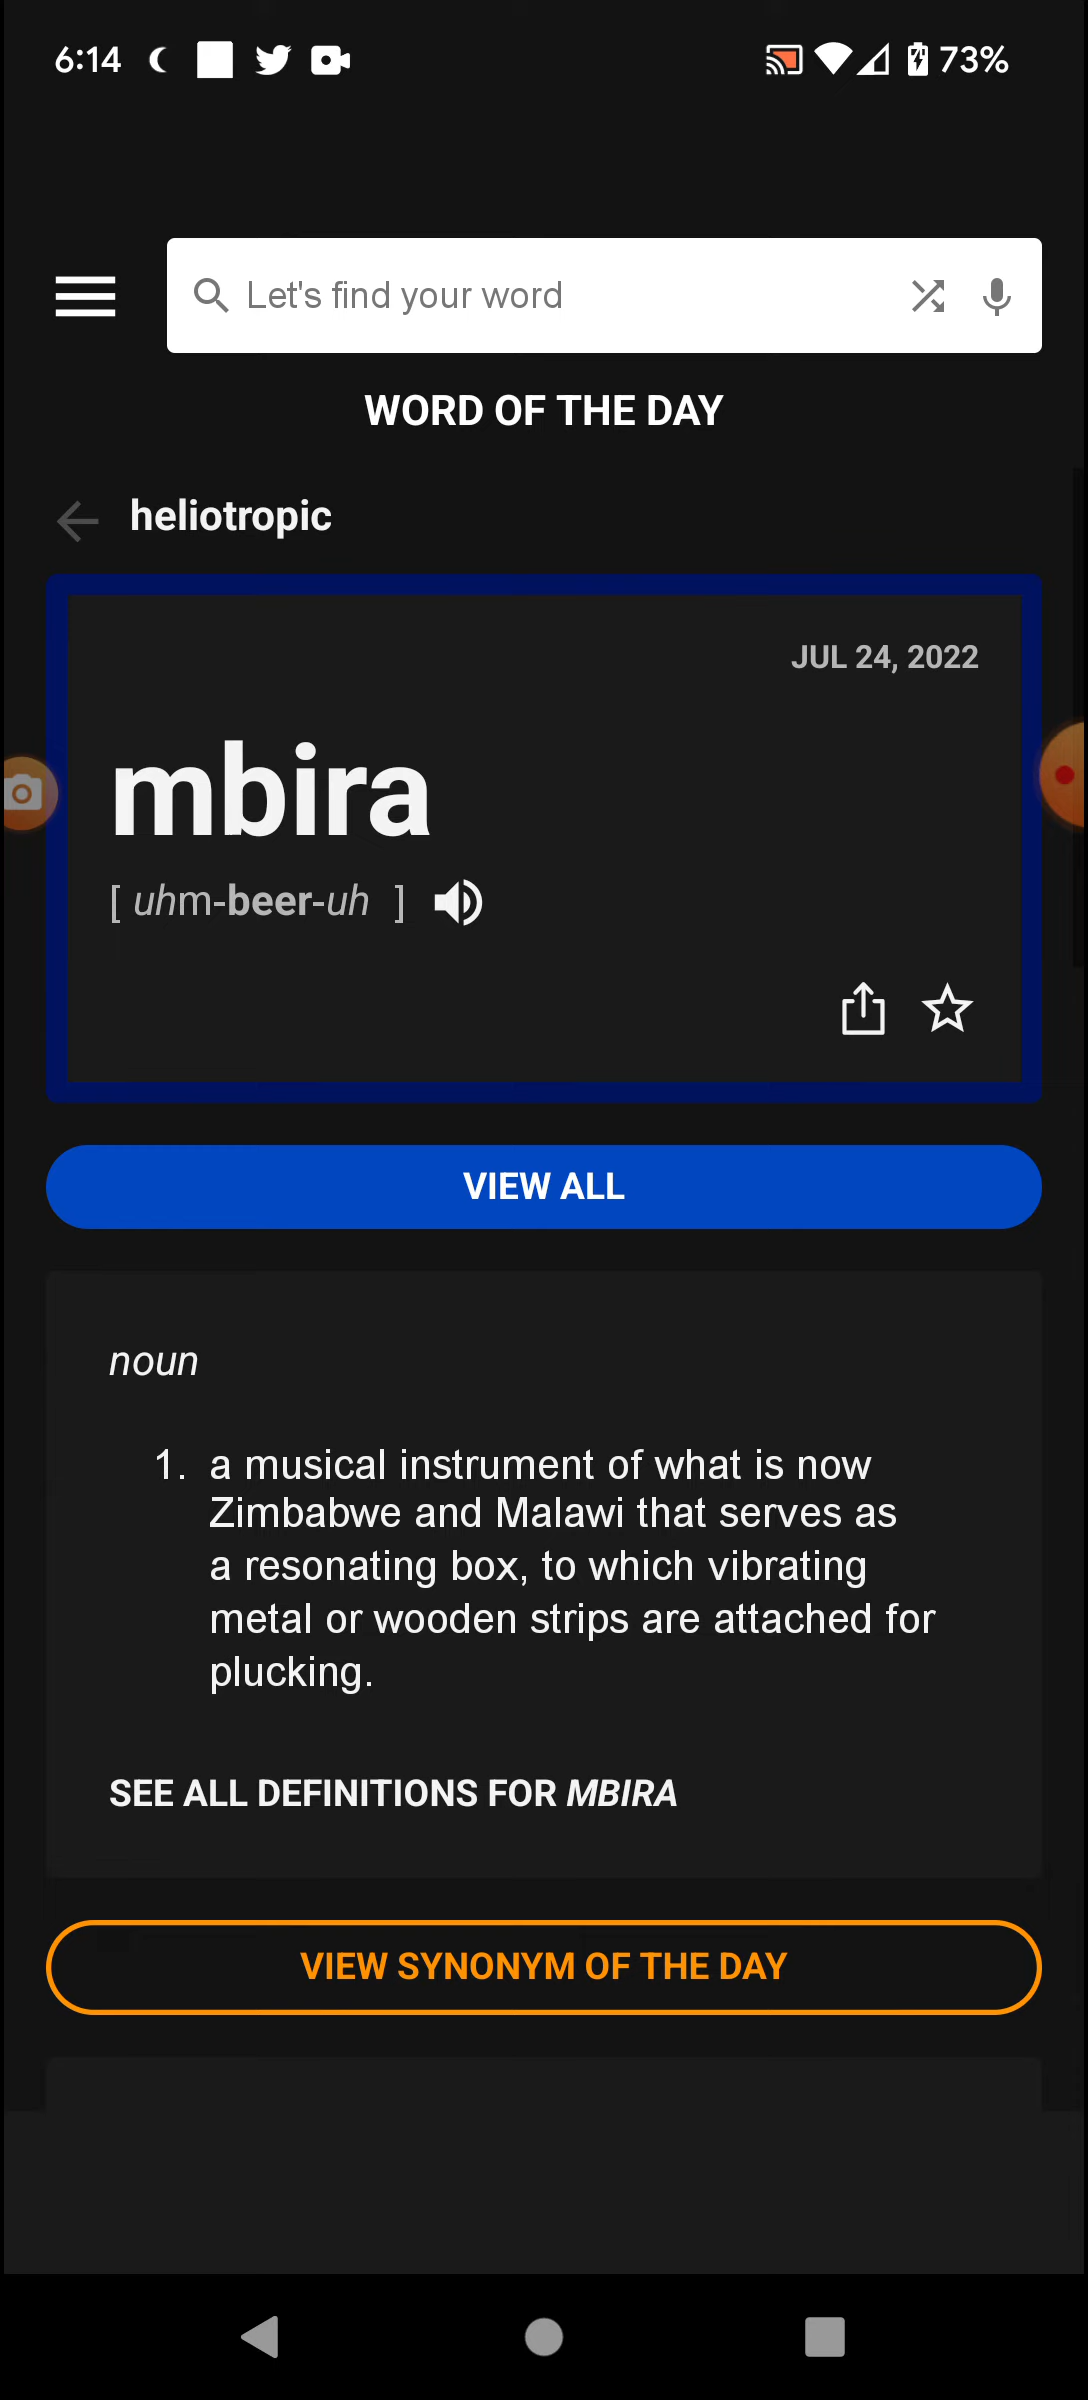 6:14
73%
Let's find your word
WORD OF THE DAY
heliotropic
JUL 24, 2022
mbira
[ uhm-beer-uh ]
VIEW ALL
noun
1. a musical instrument of what is now
Zimbabwe and Malawi that serves as
a resonating box, to which vibrating
metal or wooden strips are attached for
plucking.
SEE ALL DEFINITIONS FOR MBIRA
VIEW SYNONYM OF THE DAY